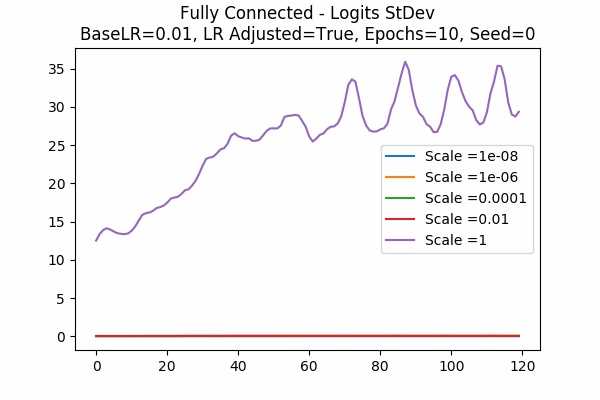 Fully Connected - Logits StDev
BaseLR=0.01, LR Adjusted=True, Epochs=10, Seed=0
35
30
25
20
15
10
5
0
Scale =1e-08
Scale =1e-06
Scale =0.0001
Scale =0.01
Scale =1
0 20 40 60 80 100 120